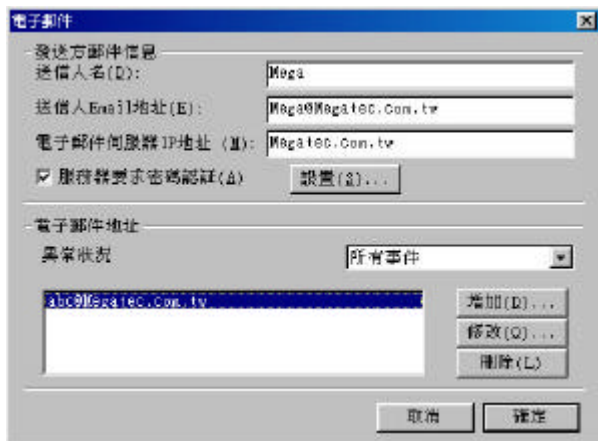 電子郵件
發送方郵件信息
送信人名(D): Mega
送信人Email地址(E): Mega@Megatec.Com.tw
電子郵件伺服器IP地址 (M): Megatec.Com.tw
服務器要求密碼認証(A) 設置(S)...
電子郵件地址
異常狀況 所有事件
abc@Megatec.Com.tw
增加(D)...
修改(O)...
刪除(L)
取消 確定